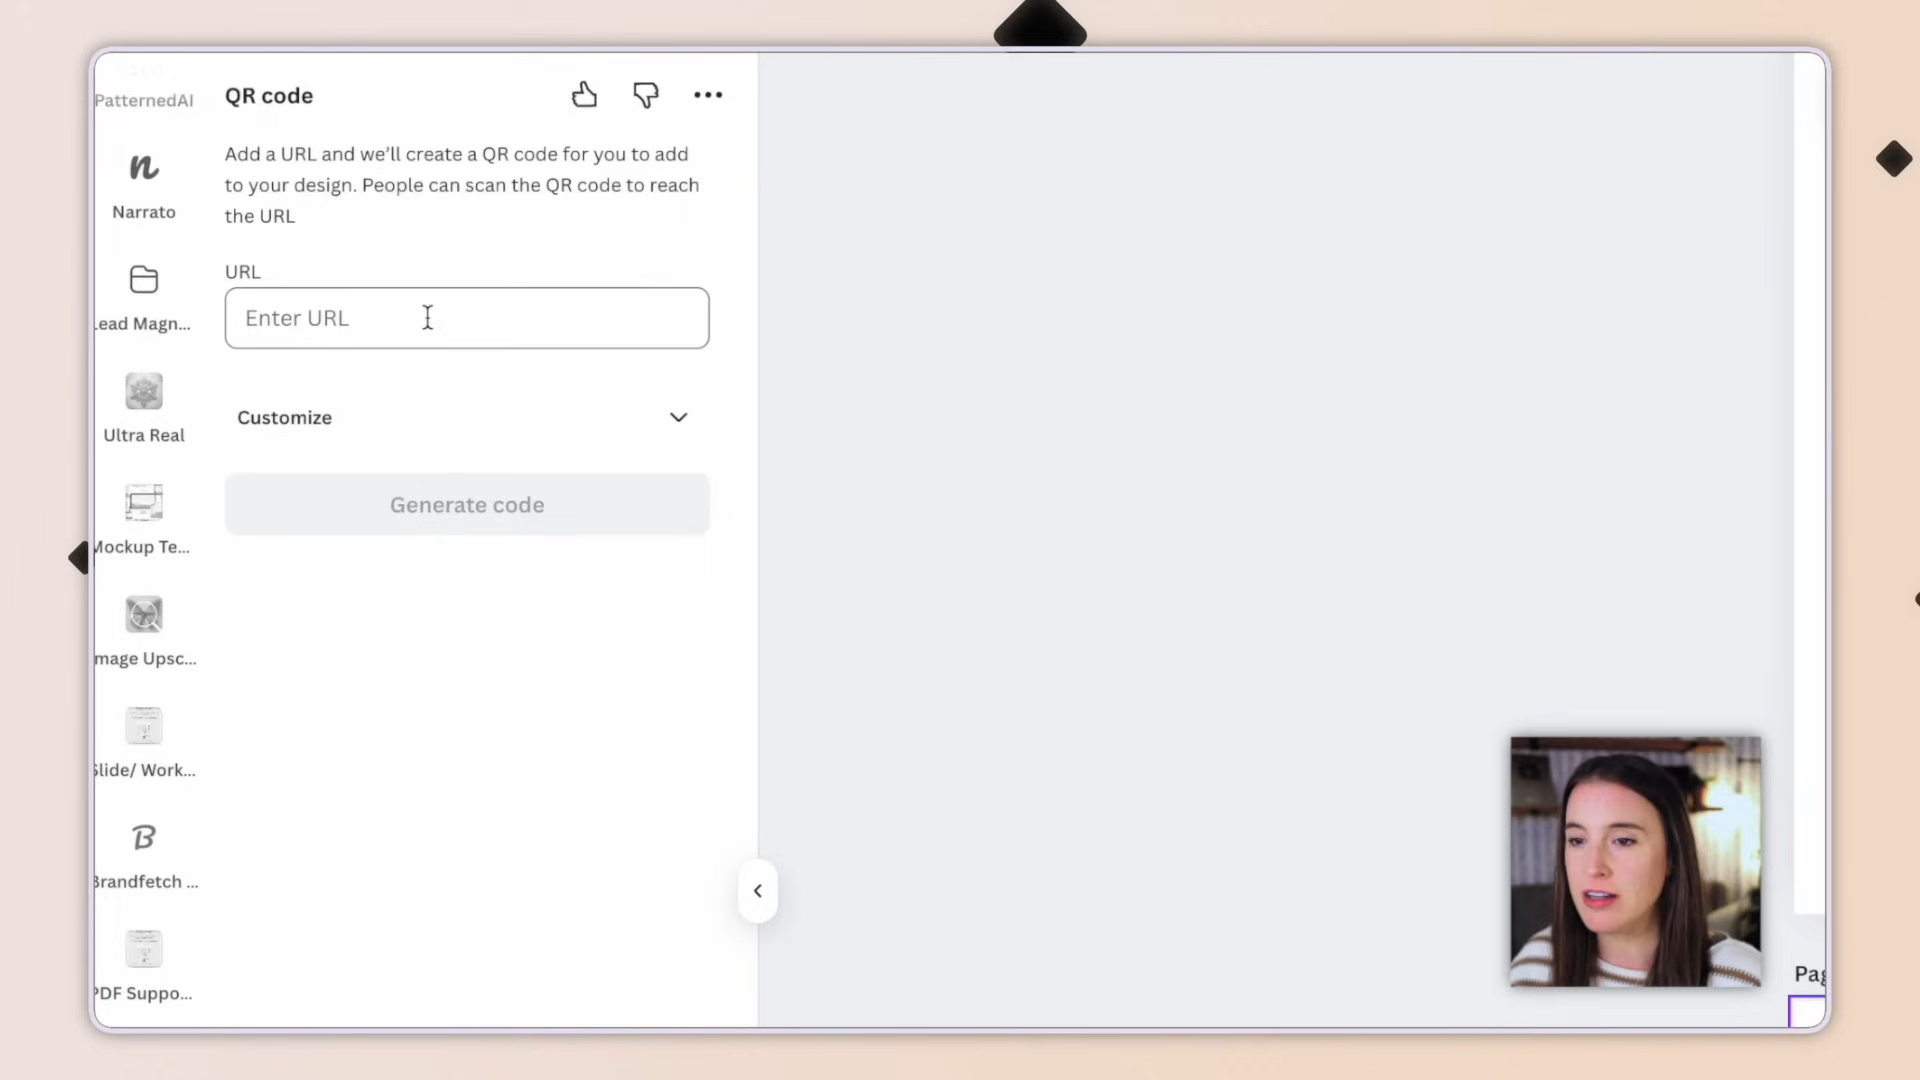 PatternedAI
QR code
Add a URL and we’ll create a QR code for you to add
to your design. People can scan the QR code to reach
the URL
Narrato
URL
Enter URL
Lead Magn...
Customize
Ultra Real
Generate code
Mockup Te...
Image Upsc...
Slide/ Work...
Brandfetch ...
PDF Suppo...
Pag